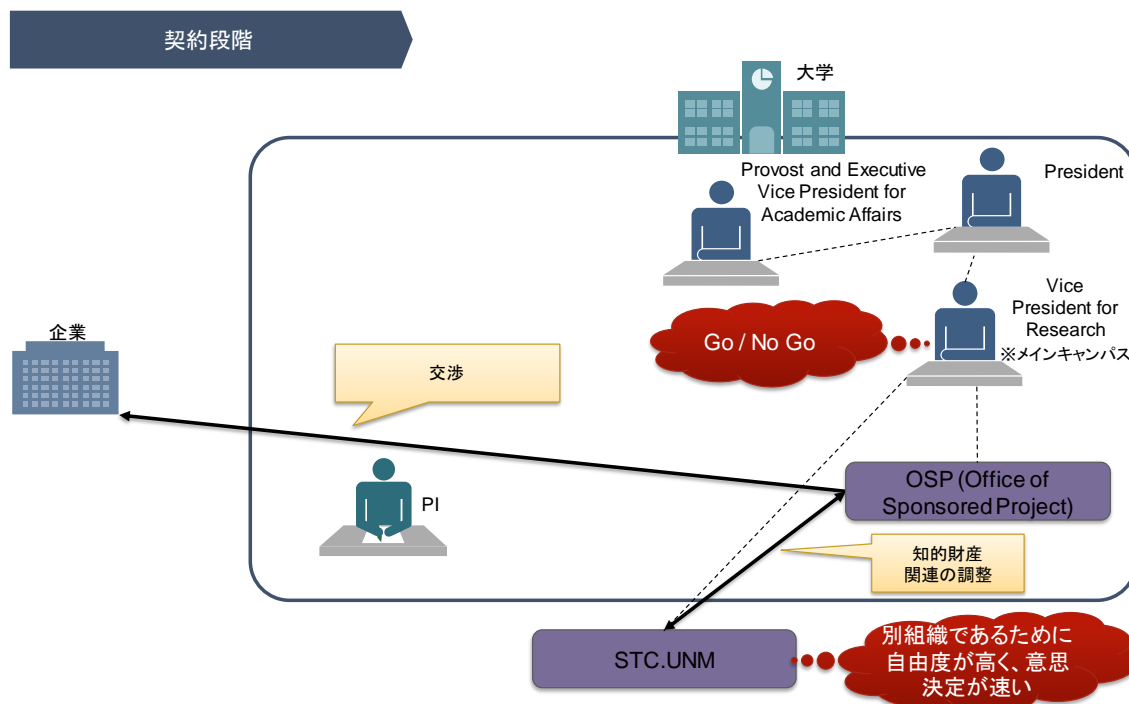 契約段階
大学
Provost and Executive
Vice President for
Academic Affairs
President
Vice
President for
Research
※メインキャンパス
Go / No Go
企業
交渉
PI
OSP (Office of
Sponsored Project)
知的財産
関連の調整
STC.UNM
別組織であるために
自由度が高く、意思
決定が速い